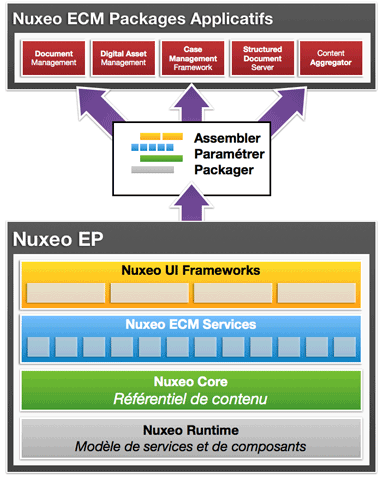 Nuxeo ECM Packages Applicatifs
Document
Management
Digital Asset
Management
Case
Management
Framework
Structured
Document
Server
Content
Aggregator
Assembler
Paramétrer
Packager
Nuxeo EP
Nuxeo UI Frameworks
Nuxeo ECM Services
Nuxeo Core
Référentiel de contenu
Nuxeo Runtime
Modèle de services et de composants